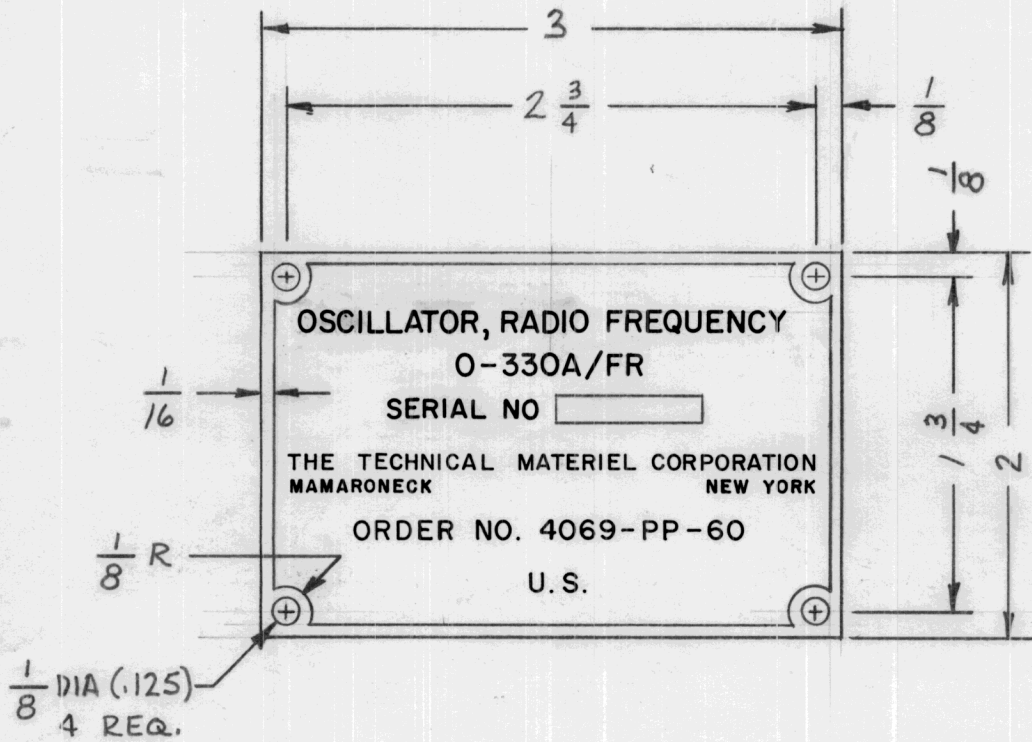 3
2 3/4
1/8
1/8
OSCILLATOR, RADIO FREQUENCY
O-330A/FR
1/16
SERIAL NO
1 3/4
2
THE TECHNICAL MATERIEL CORPORATION
MAMARONECK NEW YORK
ORDER NO. 4069-PP-60
1/8 R
U.S.
1/8 DIA (.125)
4 REQ.